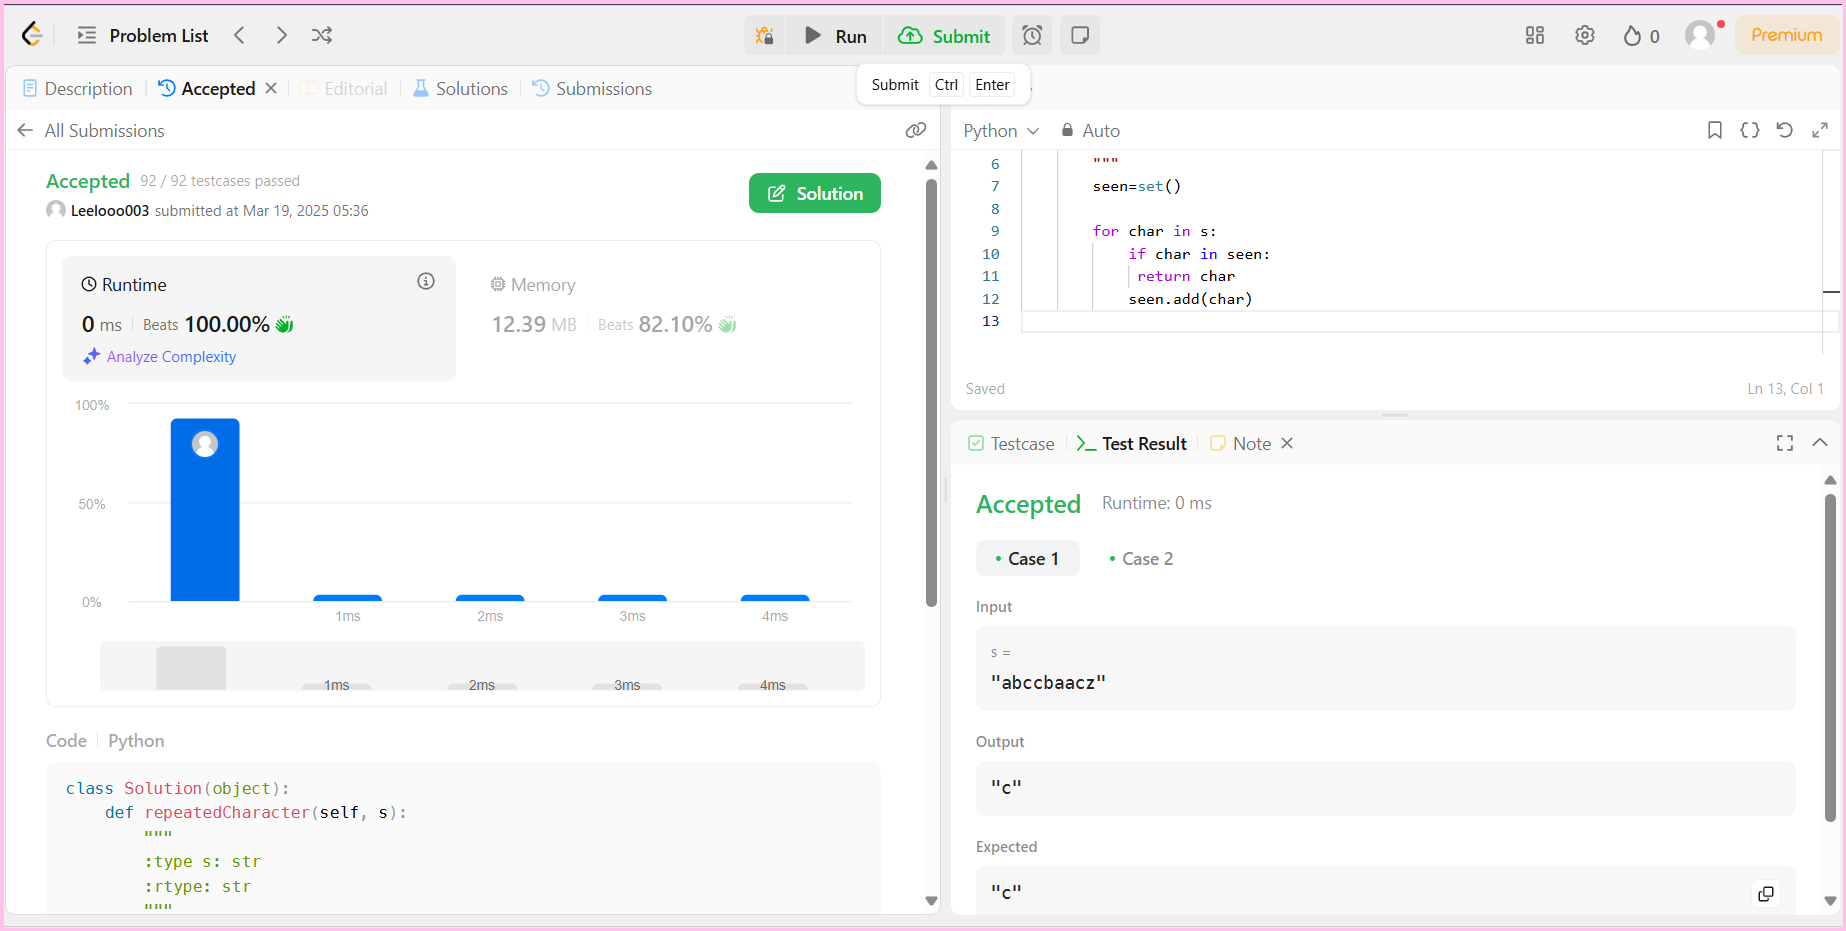 Problem List
Run
Submit
0
Premium
Submit Ctrl Enter
Description
Accepted
Editorial
Solutions
Submissions
All Submissions
Accepted 92 / 92 testcases passed
Leelooo003 submitted at Mar 19, 2025 05:36
Solution
Runtime
0 ms Beats 100.00%
Analyze Complexity
Memory
12.39 MB Beats 82.10%
100%
50%
0%
1ms 2ms 3ms 4ms
1ms 2ms 3ms 4ms
Code Python
class Solution(object):
    def repeatedCharacter(self, s):
        """
        :type s: str
        :rtype: str
        """
Python
Auto
6 """
7 seen=set()
8
9 for char in s:
10 if char in seen:
11 return char
12 seen.add(char)
13
Saved
Ln 13, Col 1
Testcase
Test Result
Note
Accepted Runtime: 0 ms
Case 1
Case 2
Input
s =
"abccbaacz"
Output
"c"
Expected
"c"